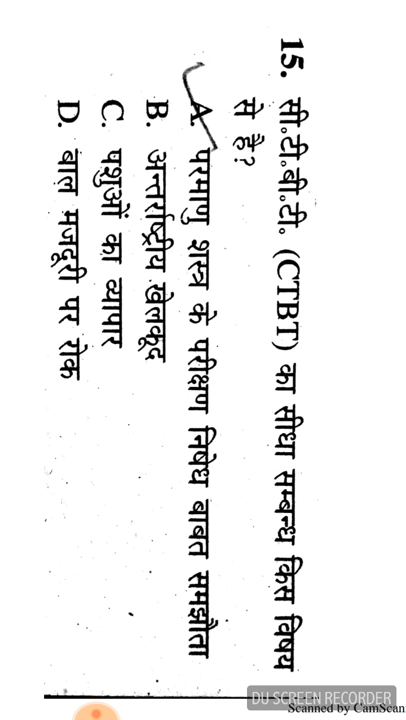 15. सी.टी.बी.टी. (CTBT) का सीधा सम्बन्ध किस विषय
से है?
A. परमाणु शस्त्र के परीक्षण निषेध बाबत समझौता
B. अन्तर्राष्ट्रीय खेलकूद
C. पशुओं का व्यापार
D. बाल मजदूरी पर रोक
DU SCREEN RECORDER
Scanned by CamScan